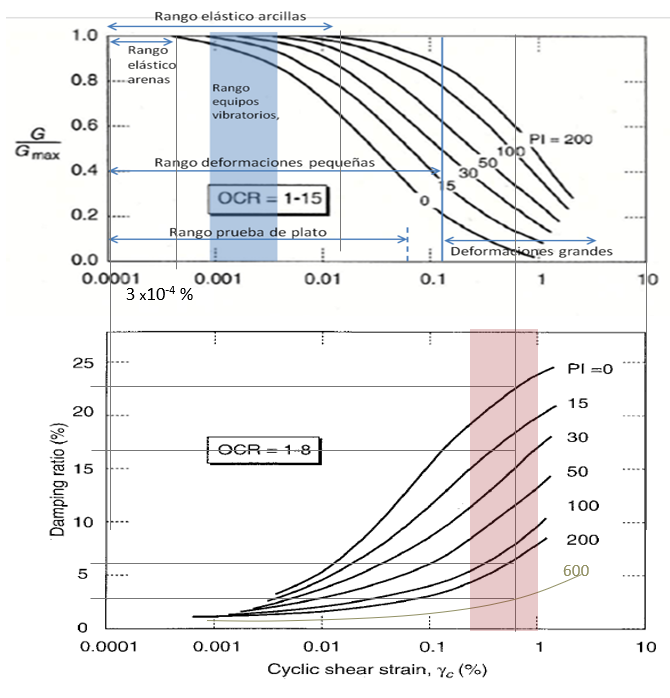 Rango elástico arcillas
1.0
Rango
elástico
arenas
0.8
Rango
equipos
vibratorios,
G
Gmax
0.6
PI = 200
100
50
30
15
0
0.4
Rango deformaciones pequeñas
OCR = 1-15
0.2
Rango prueba de plato
Deformaciones grandes
0.0
0.0001
0.001
0.01
0.1
1
10
3 x10⁻⁴ %
25
PI =0
20
15
OCR = 1-8
30
15
50
Damping ratio (%)
10
100
200
5
600
0
0.0001
0.001
0.01
0.1
1
10
Cyclic shear strain, γc (%)